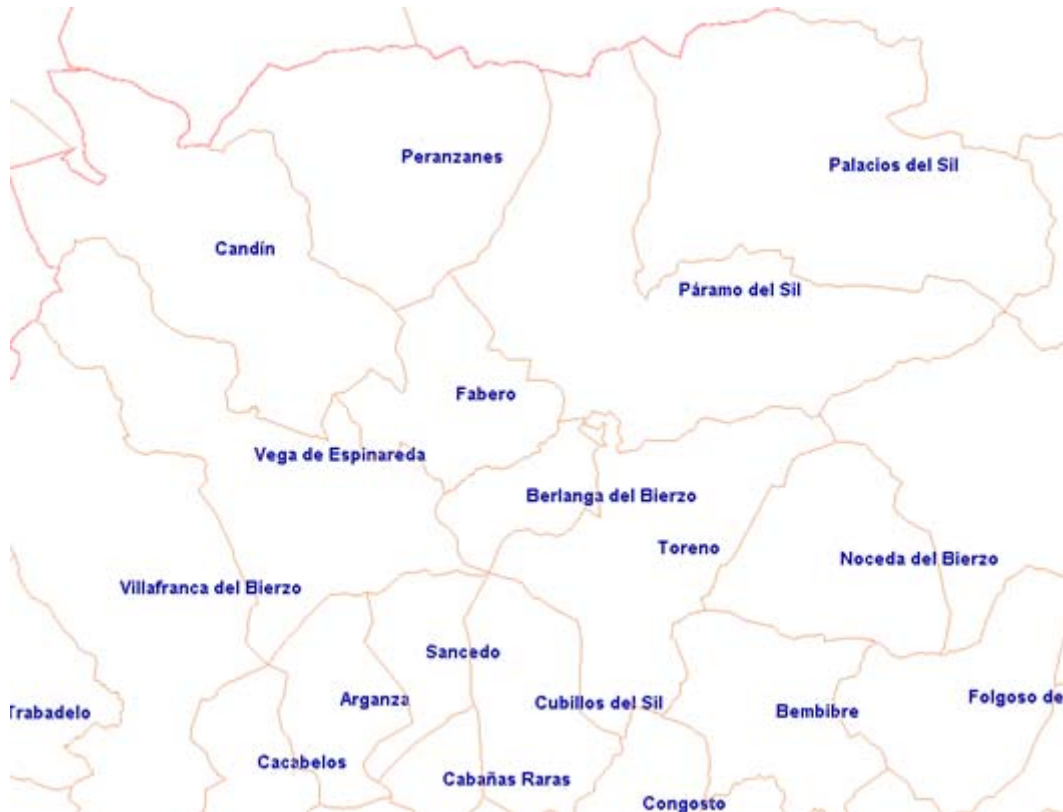 Peranzanes
Palacios del Sil
Candín
Páramo del Sil
Fabero
Vega de Espinareda
Berlanga del Bierzo
Toreno
Noceda del Bierzo
Villafranca del Bierzo
Sancedo
Arganza
Cubillos del Sil
Folgoso de
Trabadelo
Bembibre
Cacabelos
Cabañas Raras
Congosto